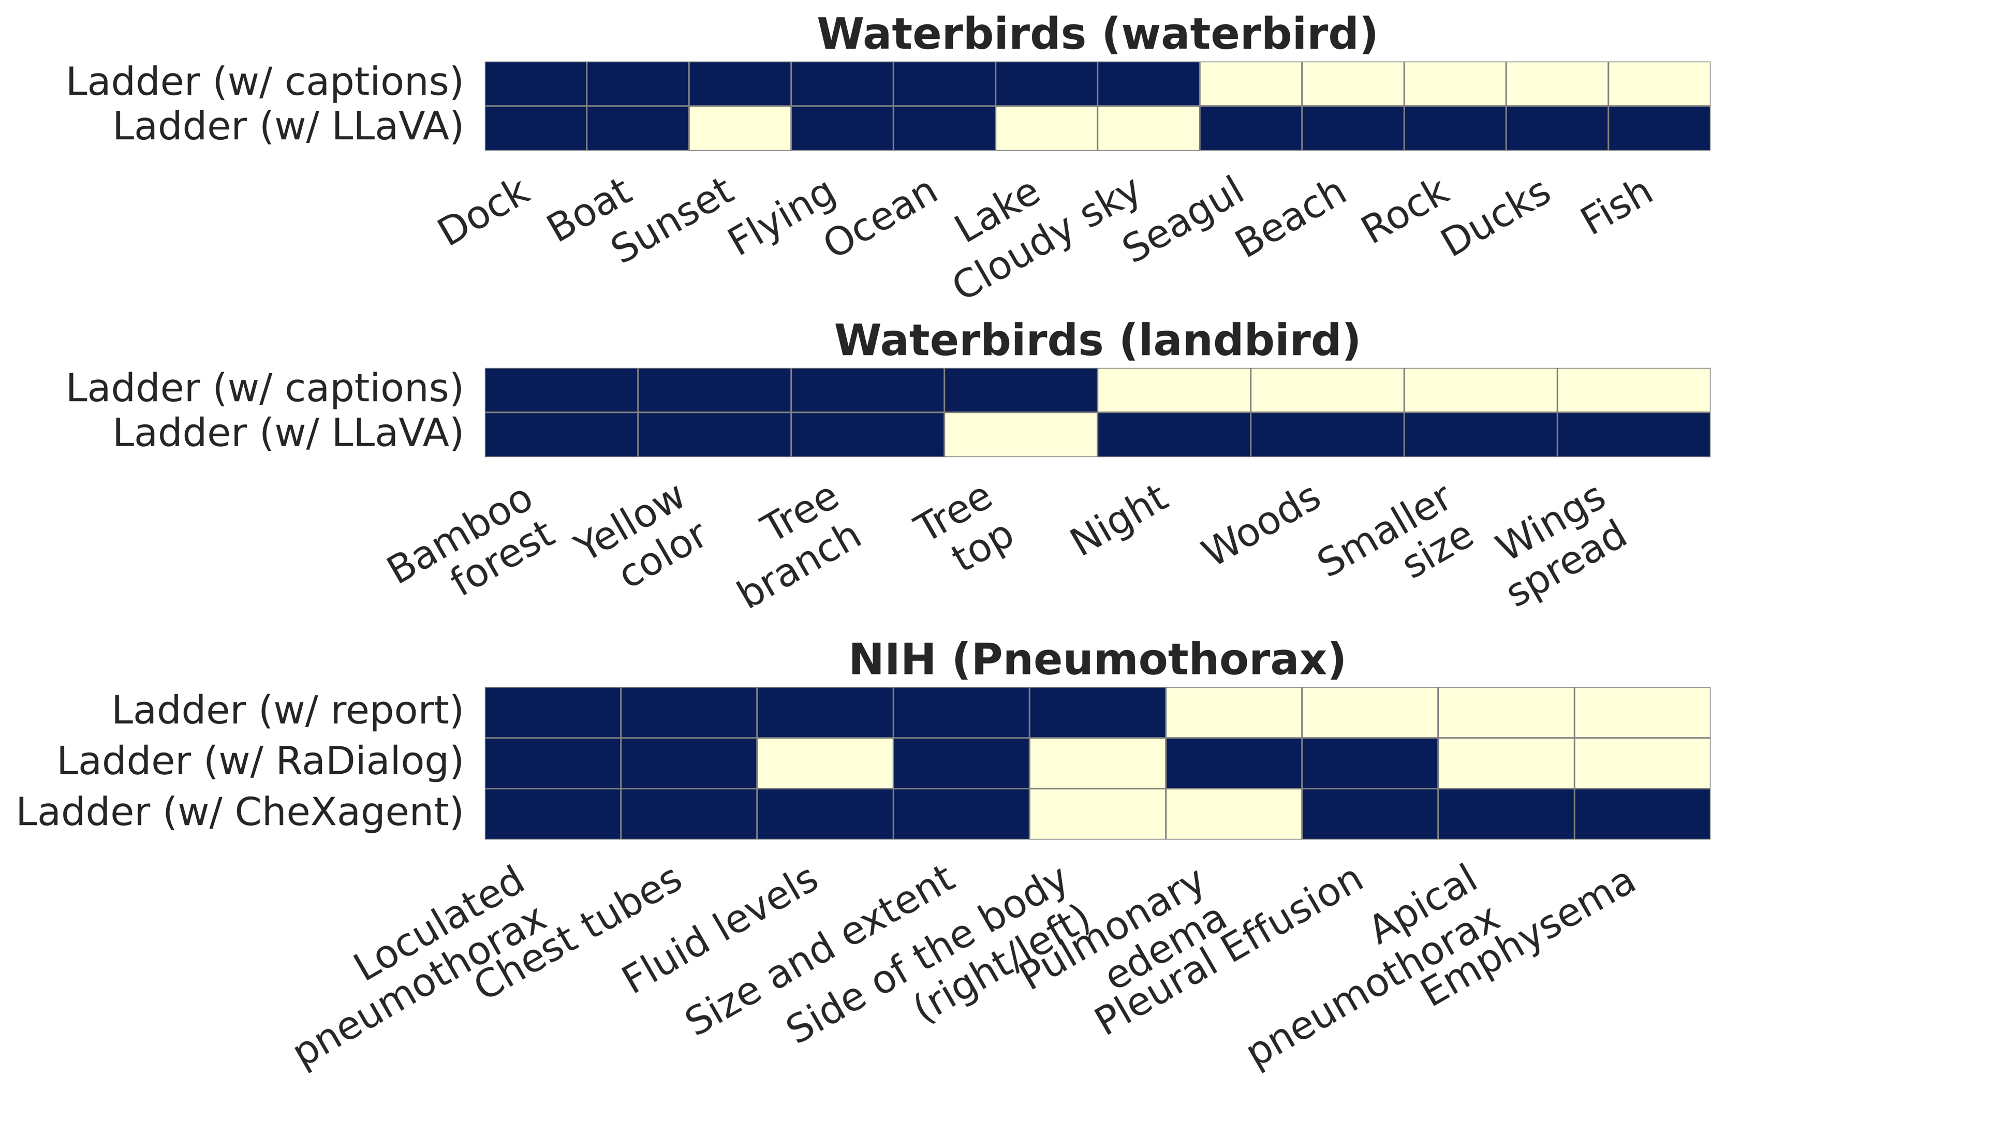 Waterbirds (waterbird)
Ladder (w/ captions)
Ladder (w/ LLaVA)
Dock
Boat
Sunset
Flying
Ocean
Lake
Cloudy sky
Seagul
Beach
Rock
Ducks
Fish
Waterbirds (landbird)
Ladder (w/ captions)
Ladder (w/ LLaVA)
Bamboo
forest
Yellow
color
Tree
branch
Tree
top
Night
Woods
Smaller
size
Wings
spread
NIH (Pneumothorax)
Ladder (w/ report)
Ladder (w/ RaDialog)
Ladder (w/ CheXagent)
Loculated
pneumothorax
Chest tubes
Fluid levels
Size and extent
Side of the body
(right/left)
Pulmonary
edema
Pleural Effusion
Apical
pneumothorax
Emphysema